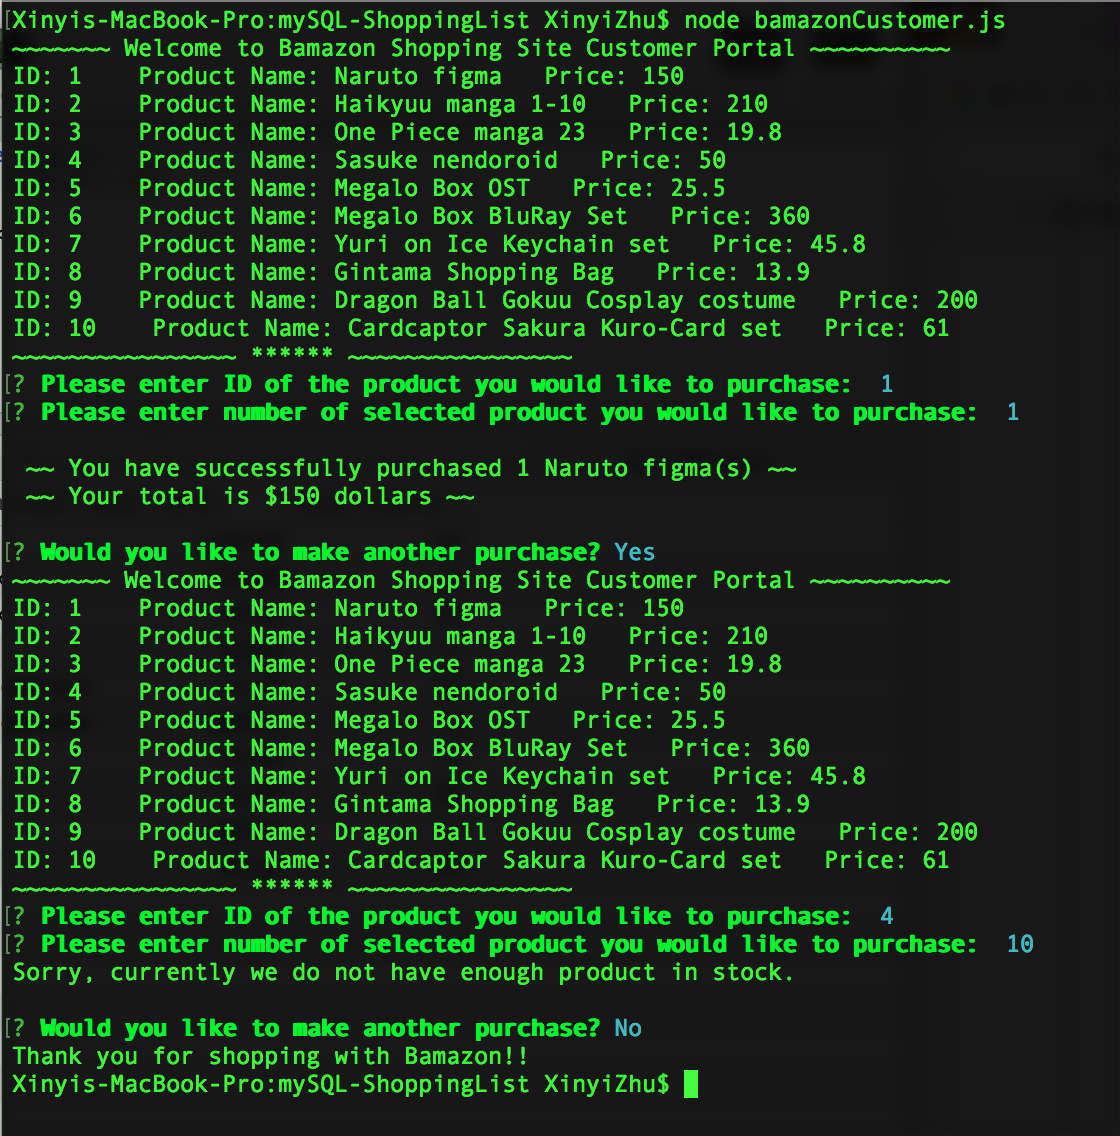 [Xinyis-MacBook-Pro:mySQL-ShoppingList XinyiZhu$ node bamazonCustomer.js
~~~~~~~ Welcome to Bamazon Shopping Site Customer Portal ~~~~~~~~~~
ID: 1    Product Name: Naruto figma   Price: 150
ID: 2    Product Name: Haikyuu manga 1-10   Price: 210
ID: 3    Product Name: One Piece manga 23   Price: 19.8
ID: 4    Product Name: Sasuke nendoroid   Price: 50
ID: 5    Product Name: Megalo Box OST   Price: 25.5
ID: 6    Product Name: Megalo Box BluRay Set   Price: 360
ID: 7    Product Name: Yuri on Ice Keychain set   Price: 45.8
ID: 8    Product Name: Gintama Shopping Bag   Price: 13.9
ID: 9    Product Name: Dragon Ball Gokuu Cosplay costume   Price: 200
ID: 10    Product Name: Cardcaptor Sakura Kuro-Card set   Price: 61
~~~~~~~~~~~~~~~~ ****** ~~~~~~~~~~~~~~~~
[? Please enter ID of the product you would like to purchase:  1
[? Please enter number of selected product you would like to purchase:  1
~~ You have successfully purchased 1 Naruto figma(s) ~~
~~ Your total is $150 dollars ~~
[? Would you like to make another purchase? Yes
~~~~~~~ Welcome to Bamazon Shopping Site Customer Portal ~~~~~~~~~~
ID: 1    Product Name: Naruto figma   Price: 150
ID: 2    Product Name: Haikyuu manga 1-10   Price: 210
ID: 3    Product Name: One Piece manga 23   Price: 19.8
ID: 4    Product Name: Sasuke nendoroid   Price: 50
ID: 5    Product Name: Megalo Box OST   Price: 25.5
ID: 6    Product Name: Megalo Box BluRay Set   Price: 360
ID: 7    Product Name: Yuri on Ice Keychain set   Price: 45.8
ID: 8    Product Name: Gintama Shopping Bag   Price: 13.9
ID: 9    Product Name: Dragon Ball Gokuu Cosplay costume   Price: 200
ID: 10    Product Name: Cardcaptor Sakura Kuro-Card set   Price: 61
~~~~~~~~~~~~~~~~ ****** ~~~~~~~~~~~~~~~~
[? Please enter ID of the product you would like to purchase:  4
[? Please enter number of selected product you would like to purchase:  10
Sorry, currently we do not have enough product in stock.
[? Would you like to make another purchase? No
Thank you for shopping with Bamazon!!
Xinyis-MacBook-Pro:mySQL-ShoppingList XinyiZhu$